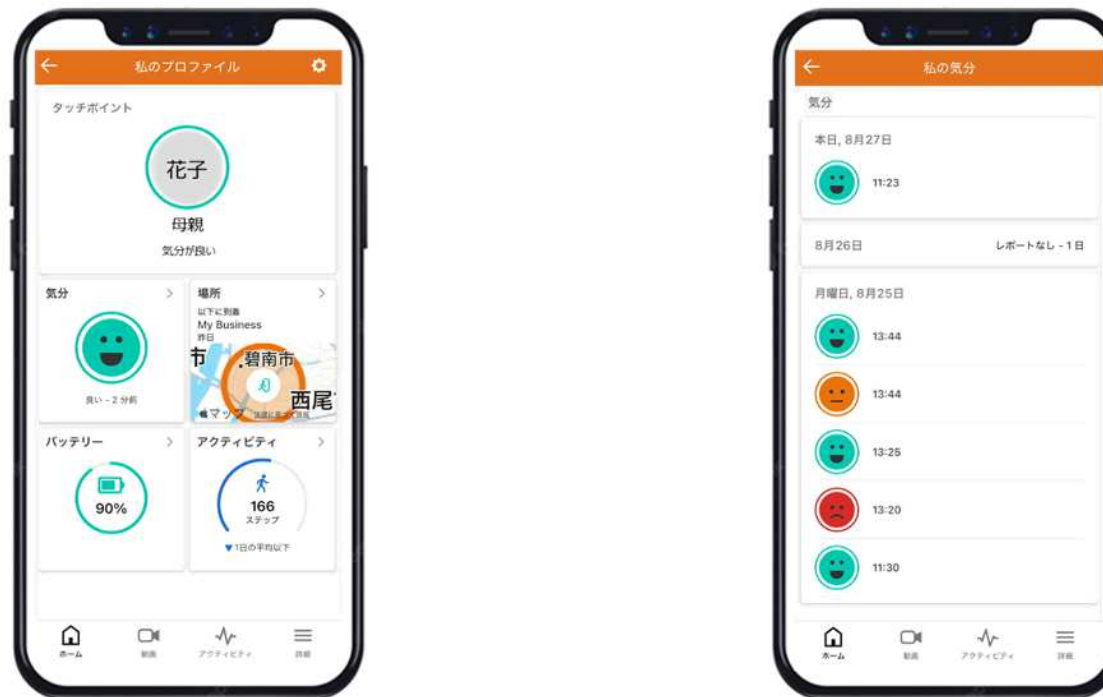 私のプロファイル
タッチポイント
花子
母親
気分が良い
気分
良い - 2 分前
場所
以下に到着
My Business
昨日
市
碧南市
西尾
マップ
バッテリー
90%
アクティビティ
166
ステップ
▼1日の平均以下
ホーム
動画
アクティビティ
詳細
私の気分
気分
本日, 8月27日
11:23
8月26日
レポートなし - 1 日
月曜日, 8月25日
13:44
13:44
13:25
13:20
11:30
ホーム
動画
アクティビティ
詳細